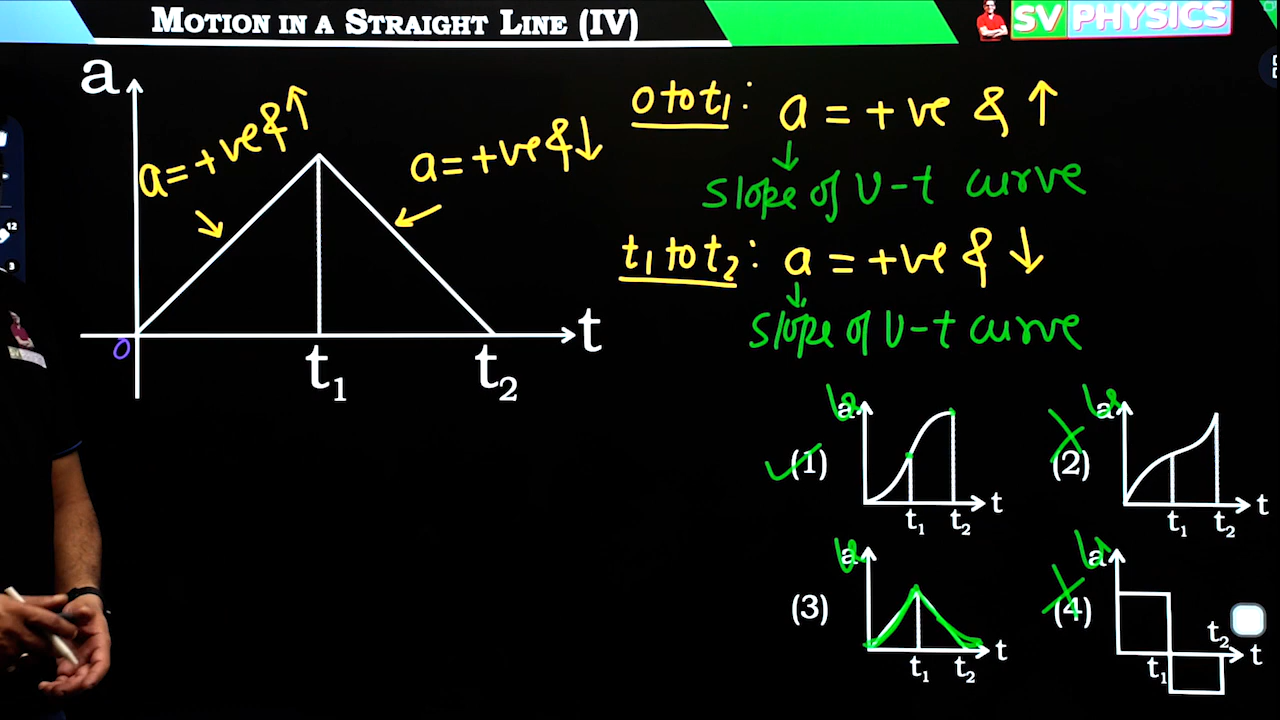 MOTION IN A STRAIGHT LINE (IV)
SV PHYSICS
a
a = +ve & ↑
a = +ve & ↓
0
t₁
t₂
t
0 to t₁: a = +ve & ↑
↓
Slope of v-t curve
t₁ to t₂: a = +ve & ↓
↓
Slope of v-t curve
(1)
v
a
t₁
t₂
t
(2)
v
a
t₁
t₂
t
(3)
v
a
t₁
t₂
t
(4)
v
a
t₁
t₂
t
12
3